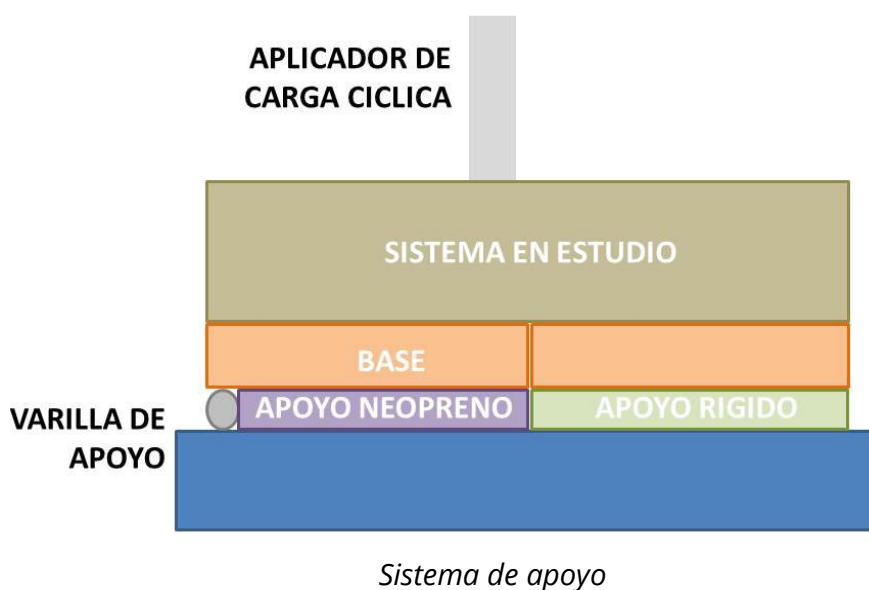 APLICADOR DE
CARGA CICLICA
SISTEMA EN ESTUDIO
BASE
APOYO NEOPRENO
APOYO RIGIDO
VARILLA DE
APOYO
Sistema de apoyo